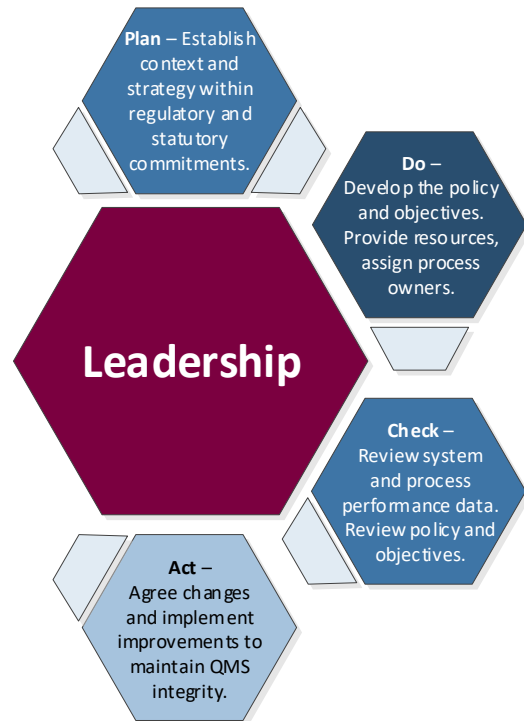 Plan – Establish
context and
strategy within
regulatory and
statutory
commitments.
Do –
Develop the policy
and objectives.
Provide resources,
assign process
owners.
Leadership
Check –
Review system
and process
performance data.
Review policy and
objectives.
Act –
Agree changes
and implement
improvements to
maintain QMS
integrity.